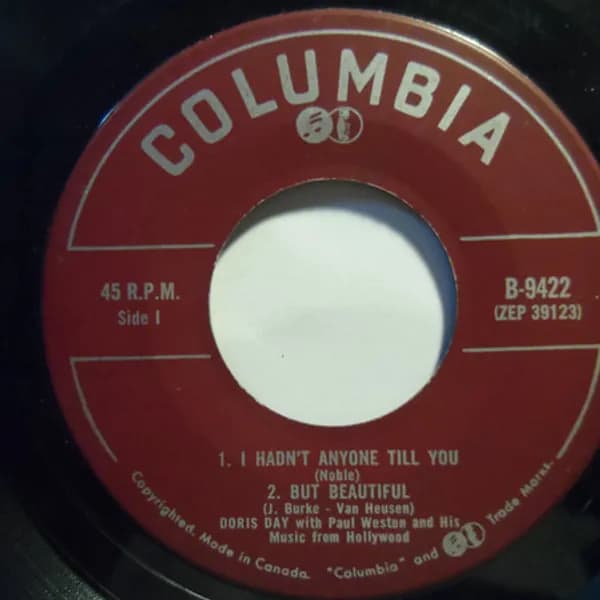 COLUMBIA
45 R.P.M.
Side 1
B-9422
(ZEP 39123)
1. I HADN'T ANYONE TILL YOU
(Noble)
2. BUT BEAUTIFUL
(J. Burke - Van Heusen)
DORIS DAY with Paul Weston and His
Music from Hollywood
Copyrighted. Made in Canada. "Columbia" and Trade Marks.